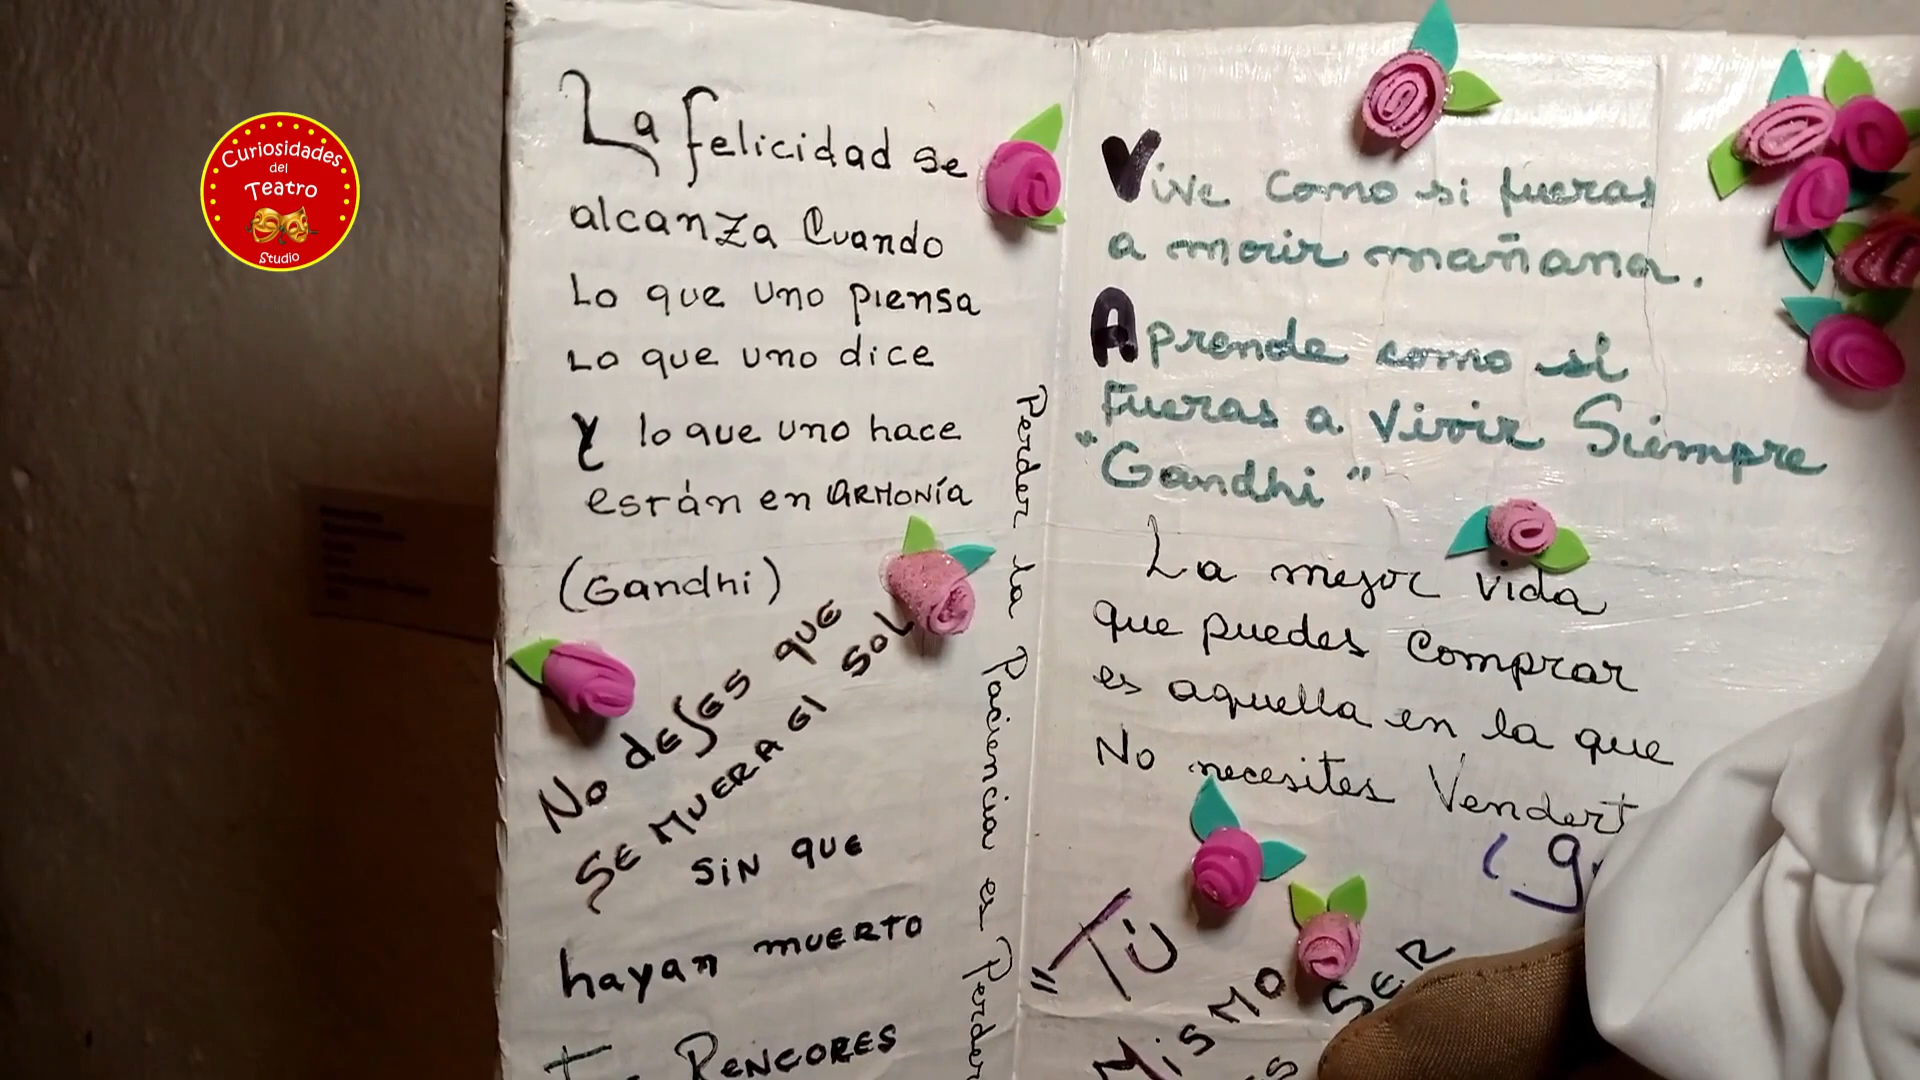 Curiosidades
del
Teatro
Studio
La felicidad se
alcanza Cuando
Lo que uno piensa
Lo que uno dice
Y lo que uno hace
están en ARMONÍA
(Gandhi)
No deJes que
SE MUERA El SOL
SiN QUE
hayan MUERTO
RENCORES
Perder la Paciencia es Perder
Vive como si fueras
a morir mañana.
Aprende como si
Fueras a Vivir Siémpre
"Gandhi"
La mejor vida
que puedes Comprar
es aquella en la que
No necesites Vendert
"TÚ
MiSMO
SER